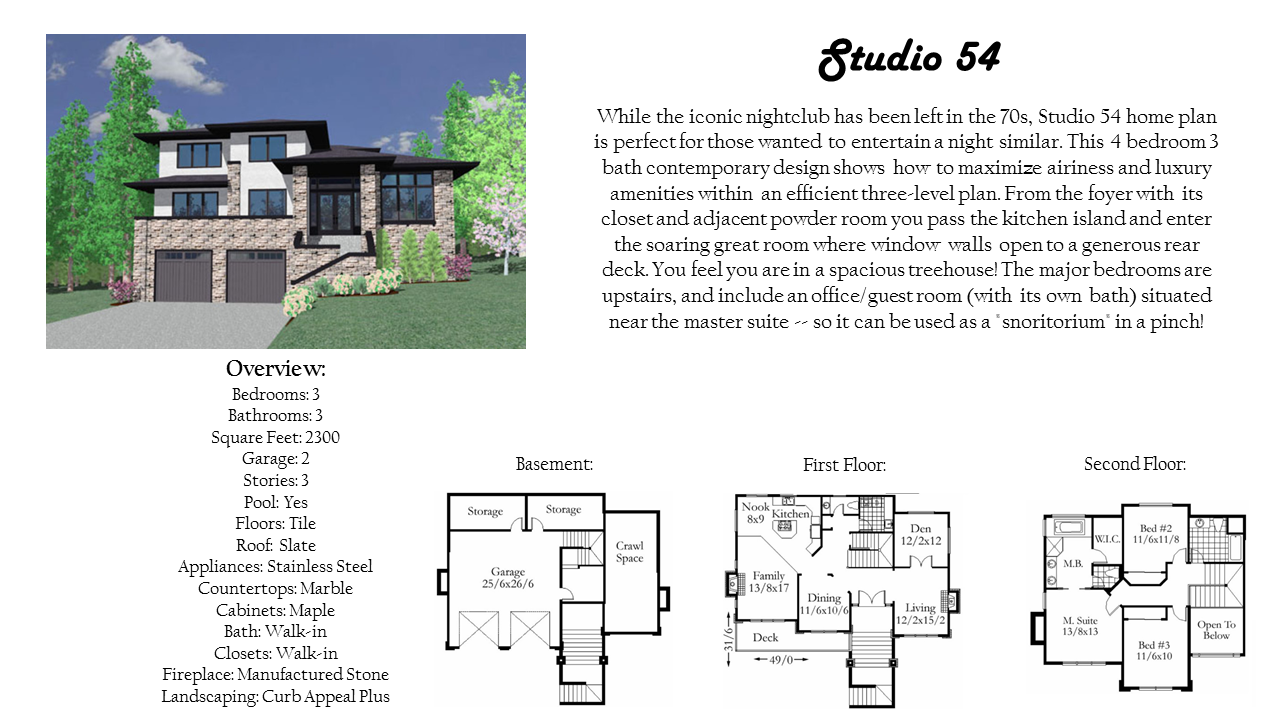 Studio 54
While the iconic nightclub has been left in the 70s, Studio 54 home plan
is perfect for those wanted to entertain a night similar. This 4 bedroom 3
bath contemporary design shows how to maximize airiness and luxury
amenities within an efficient three-level plan. From the foyer with its
closet and adjacent powder room you pass the kitchen island and enter
the soaring great room where window walls open to a generous rear
deck. You feel you are in a spacious treehouse! The major bedrooms are
upstairs, and include an office/guest room (with its own bath) situated
near the master suite -- so it can be used as a "snoritorium" in a pinch!
Overview:
Bedrooms: 3
Bathrooms: 3
Square Feet: 2300
Garage: 2
Stories: 3
Pool: Yes
Floors: Tile
Roof: Slate
Appliances: Stainless Steel
Countertops: Marble
Cabinets: Maple
Bath: Walk-in
Closets: Walk-in
Fireplace: Manufactured Stone
Landscaping: Curb Appeal Plus
Basement:
Storage
Storage
Crawl
Space
Garage
25/6x26/6
First Floor:
Nook
8x9
Kitchen
Den
12/2x12
Family
13/8x17
Dining
11/6x10/6
Living
12/2x15/2
Deck
31/6
49/0
Second Floor:
Bed #2
11/6x11/8
W.I.C.
M.B.
M. Suite
13/8x13
Open To
Below
Bed #3
11/6x10